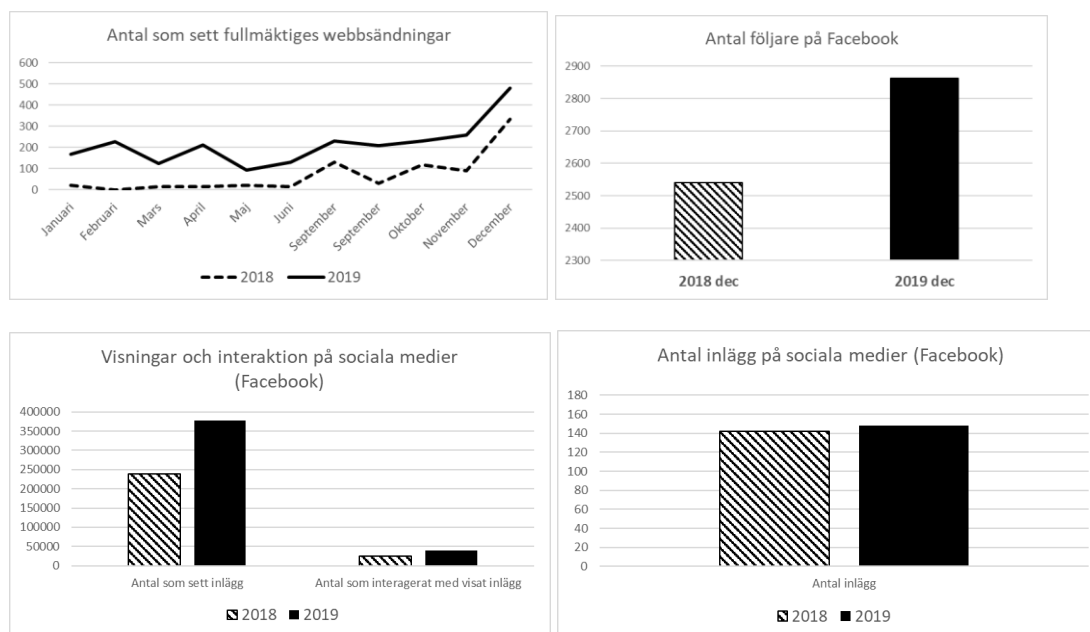 Antal som sett fullmäktiges webbsändningar
600
500
400
300
200
100
0
Januari
Februari
Mars
April
Maj
Juni
September
September
Oktober
November
December
2018 2019
Antal följare på Facebook
2900
2800
2700
2600
2500
2400
2300
2018 dec 2019 dec
Visningar och interaktion på sociala medier
(Facebook)
400000
350000
300000
250000
200000
150000
100000
50000
0
Antal som sett inlägg Antal som interagerat med visat inlägg
2018 2019
Antal inlägg på sociala medier (Facebook)
180
160
140
120
100
80
60
40
20
0
Antal inlägg
2018 2019